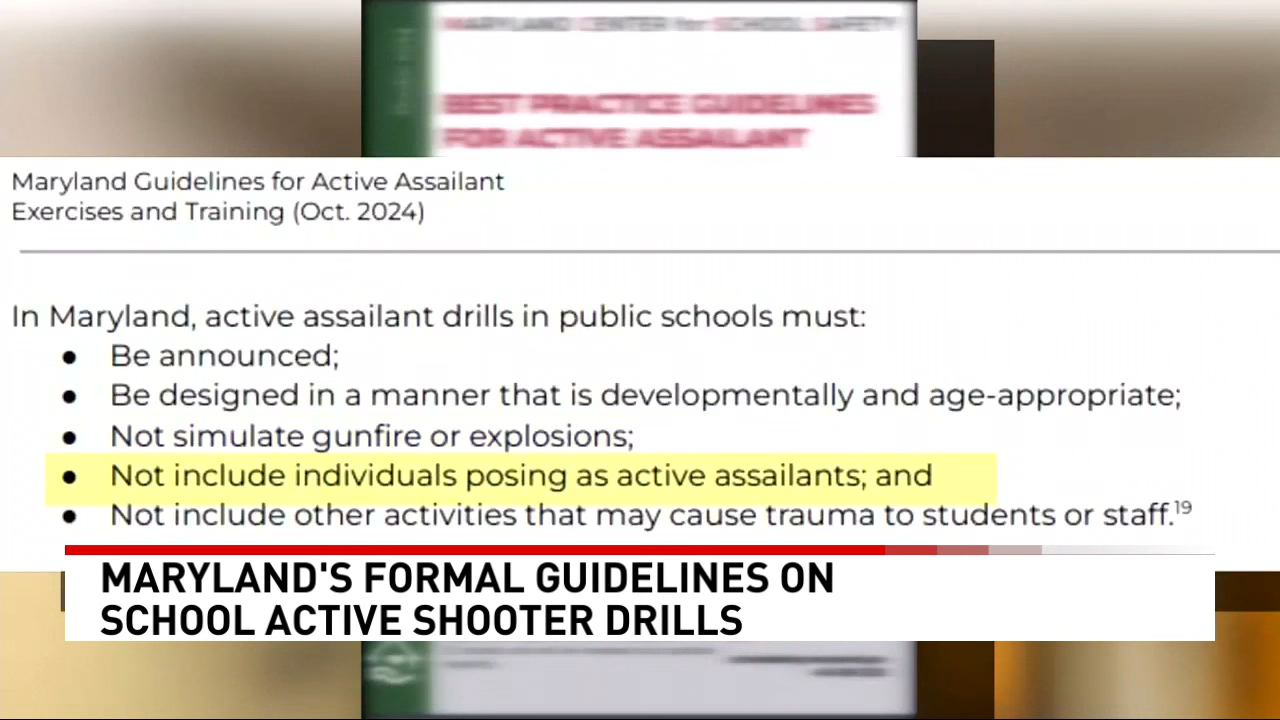 MARYLAND CENTER for SCHOOL SAFETY
BEST PRACTICE GUIDELINES
FOR ACTIVE ASSAILANT
Maryland Guidelines for Active Assailant
Exercises and Training (Oct. 2024)
In Maryland, active assailant drills in public schools must:
● Be announced;
● Be designed in a manner that is developmentally and age-appropriate;
● Not simulate gunfire or explosions;
● Not include individuals posing as active assailants; and
● Not include other activities that may cause trauma to students or staff.19
MARYLAND'S FORMAL GUIDELINES ON
SCHOOL ACTIVE SHOOTER DRILLS